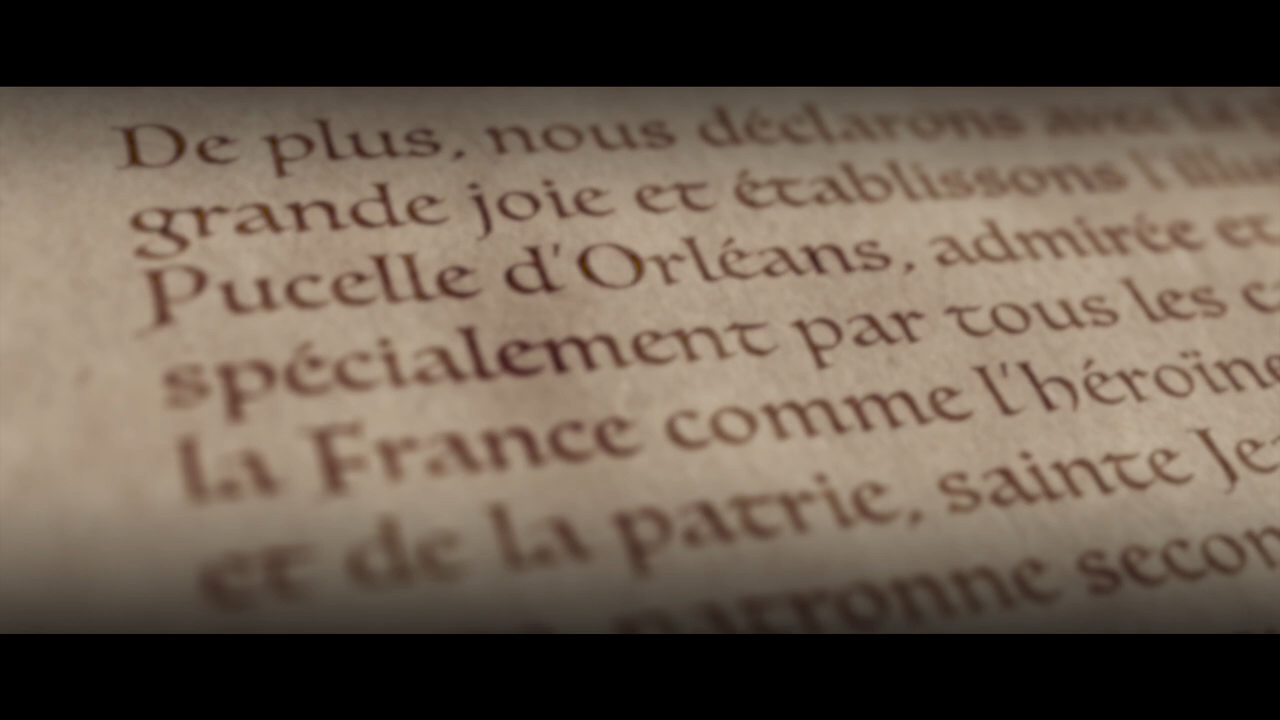 De plus, nous déclarons avec la
grande joie et établissons l'illus
Pucelle d'Orléans, admirée et
spécialement par tous les c
la France comme l'héroïne
et de la patrie, sainte Je
patronne secon